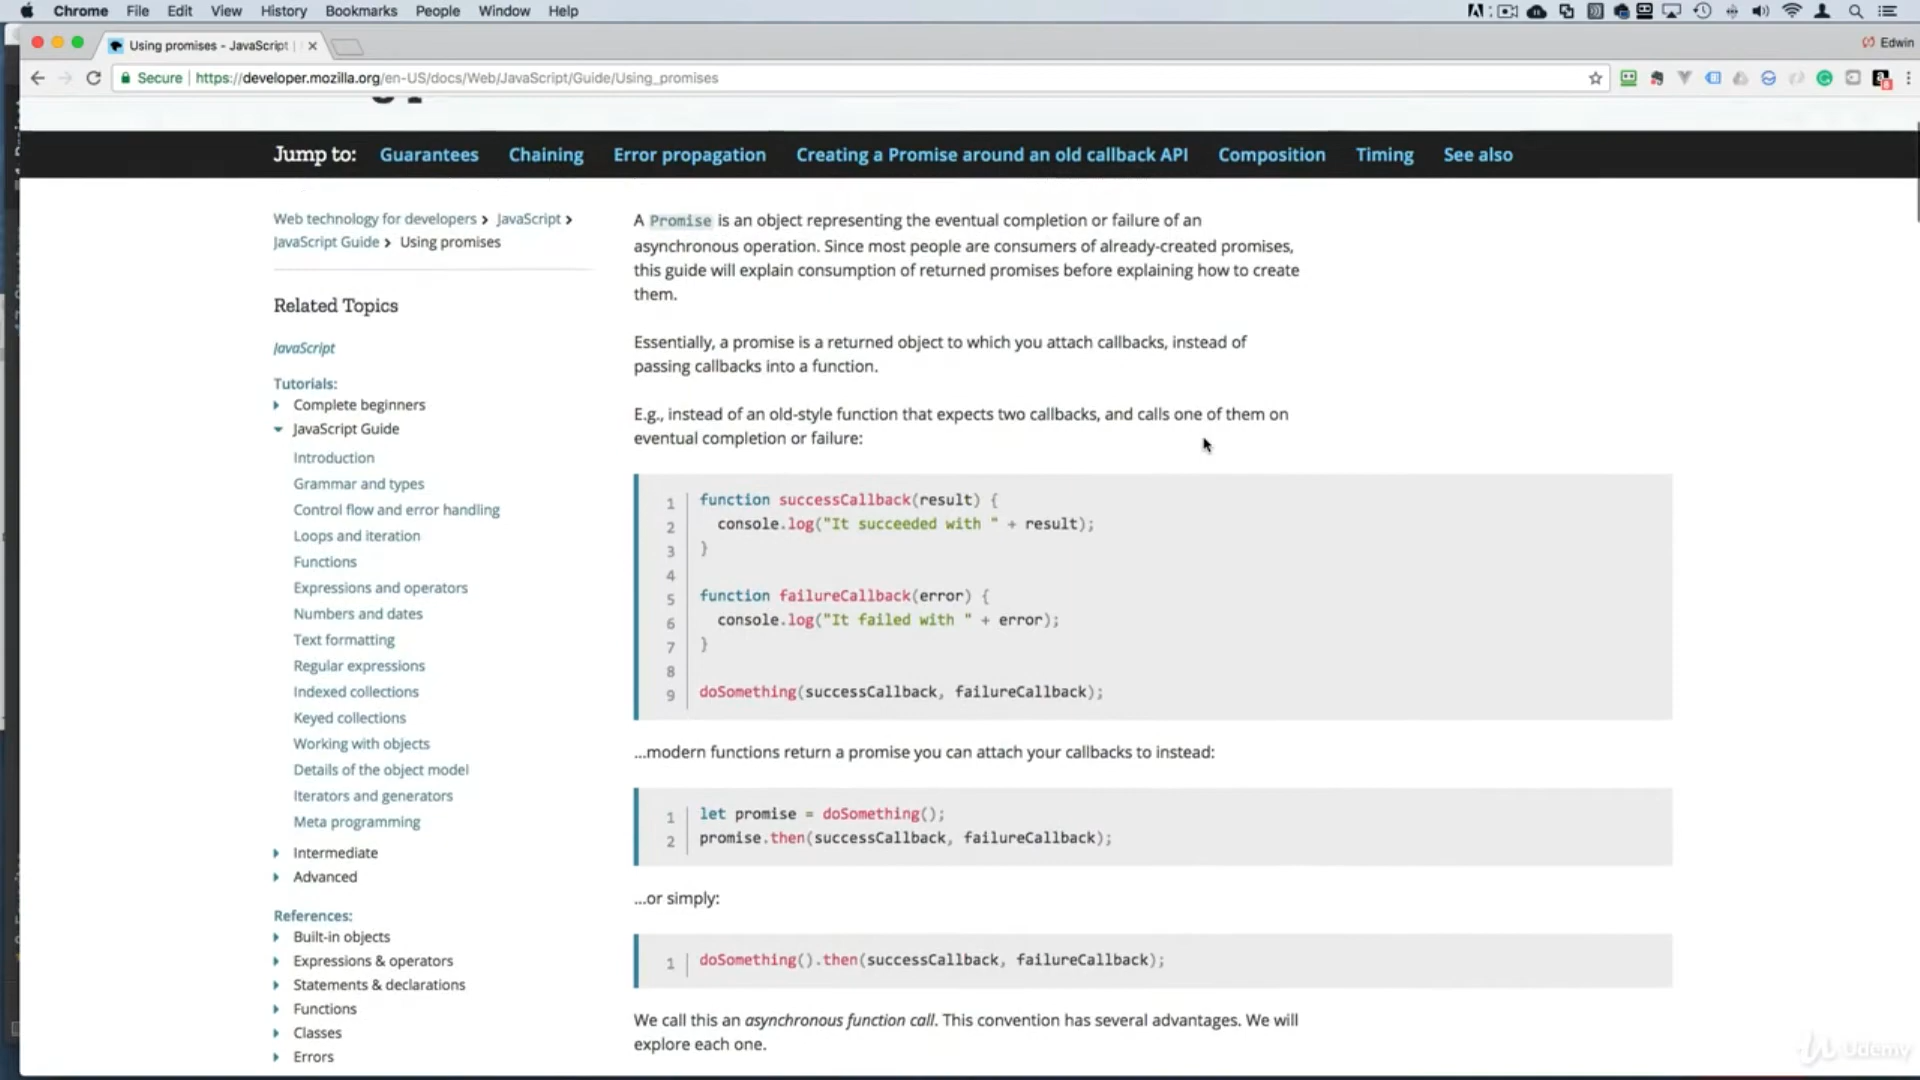 Chrome File Edit View History Bookmarks People Window Help
Using promises - JavaScript |
Edwin
Secure | https://developer.mozilla.org/en-US/docs/Web/JavaScript/Guide/Using_promises
Jump to: Guarantees Chaining Error propagation Creating a Promise around an old callback API Composition Timing See also
Web technology for developers > JavaScript >
JavaScript Guide > Using promises
Related Topics
JavaScript
Tutorials:
Complete beginners
JavaScript Guide
Introduction
Grammar and types
Control flow and error handling
Loops and iteration
Functions
Expressions and operators
Numbers and dates
Text formatting
Regular expressions
Indexed collections
Keyed collections
Working with objects
Details of the object model
Iterators and generators
Meta programming
Intermediate
Advanced
References:
Built-in objects
Expressions & operators
Statements & declarations
Functions
Classes
Errors
A Promise is an object representing the eventual completion or failure of an
asynchronous operation. Since most people are consumers of already-created promises,
this guide will explain consumption of returned promises before explaining how to create
them.
Essentially, a promise is a returned object to which you attach callbacks, instead of
passing callbacks into a function.
E.g., instead of an old-style function that expects two callbacks, and calls one of them on
eventual completion or failure:
1 function successCallback(result) {
2 console.log("It succeeded with " + result);
3 }
4
5 function failureCallback(error) {
6 console.log("It failed with " + error);
7 }
8
9 doSomething(successCallback, failureCallback);
...modern functions return a promise you can attach your callbacks to instead:
1 let promise = doSomething();
2 promise.then(successCallback, failureCallback);
...or simply:
1 doSomething().then(successCallback, failureCallback);
We call this an asynchronous function call. This convention has several advantages. We will
explore each one.
Udemy